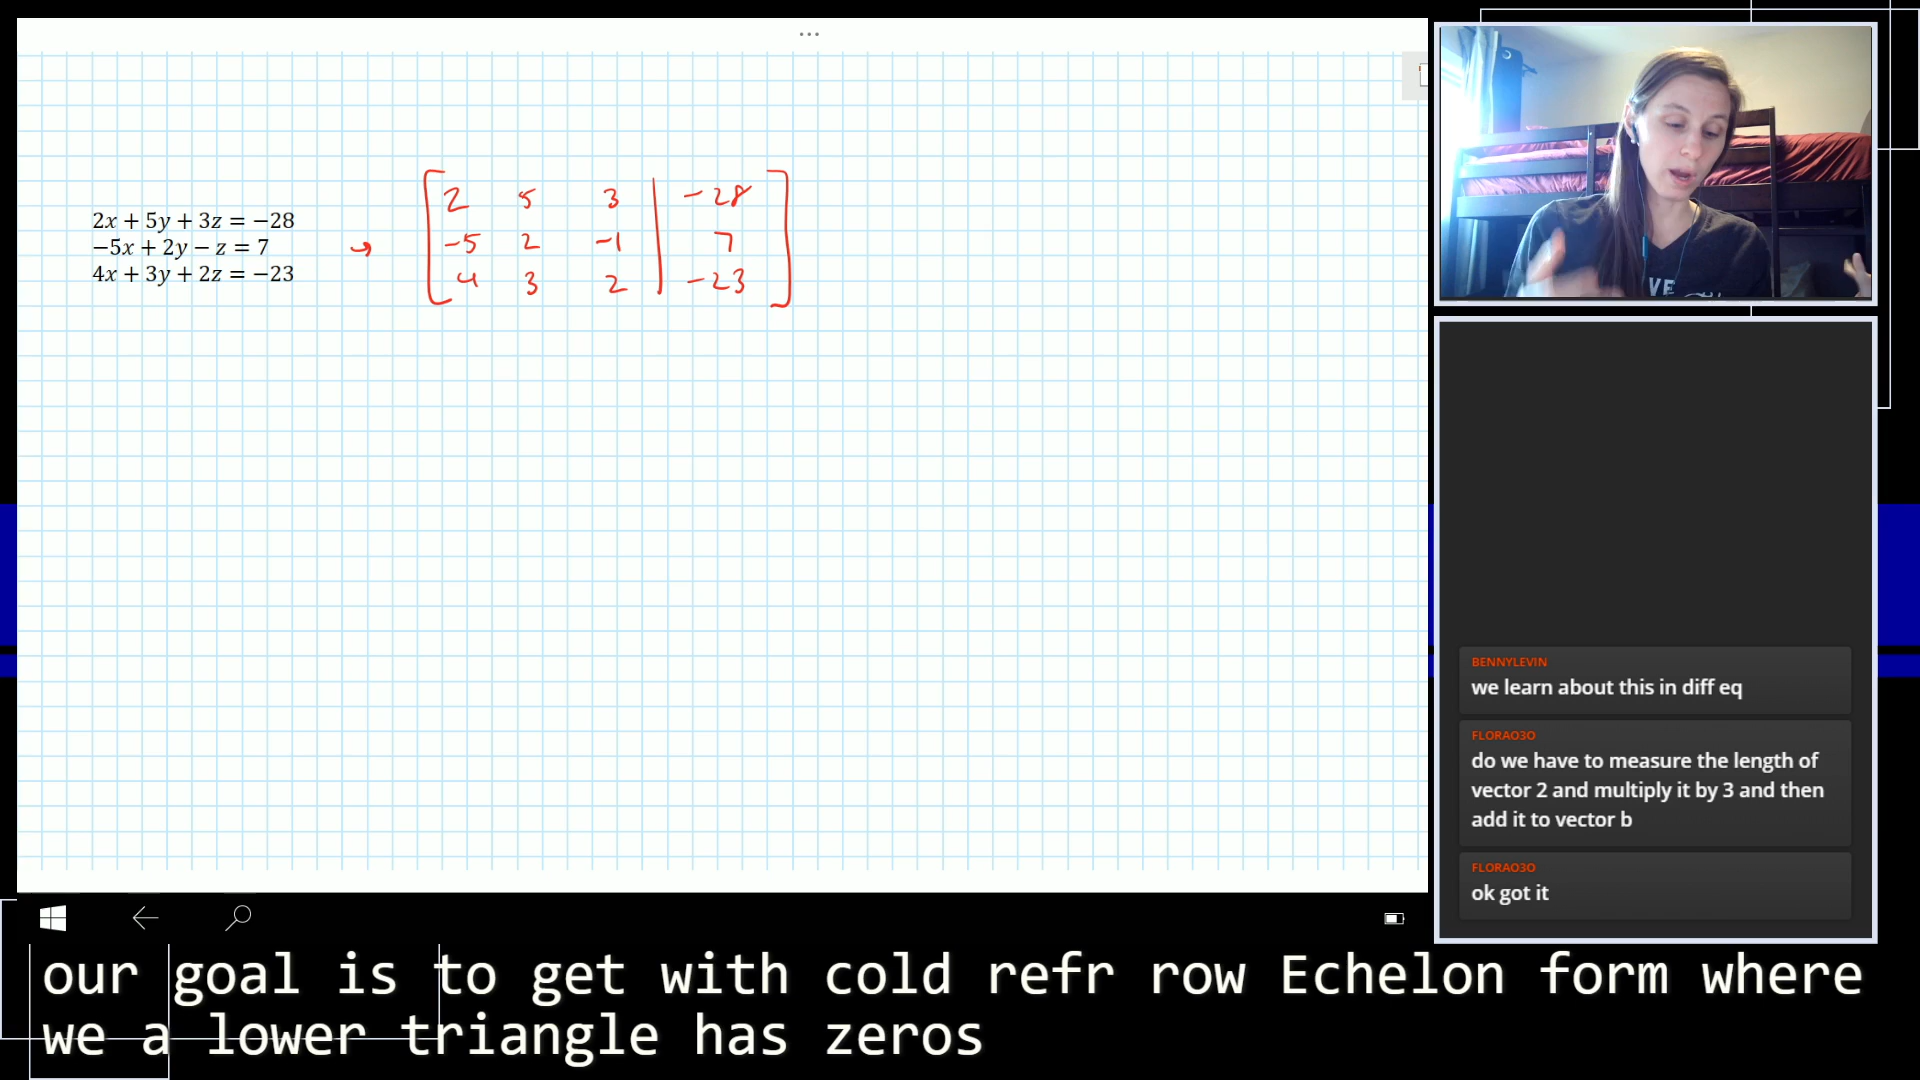 ...
2x + 5y + 3z = −28
−5x + 2y − z = 7
4x + 3y + 2z = −23
→
2 5 3 | -28
-5 2 -1 | 7
4 3 2 | -23
VE
BENNYLEVIN
we learn about this in diff eq
FLORAO3O
do we have to measure the length of
vector 2 and multiply it by 3 and then
add it to vector b
FLORAO3O
ok got it
our goal is to get with cold refr row Echelon form where
we a lower triangle has zeros